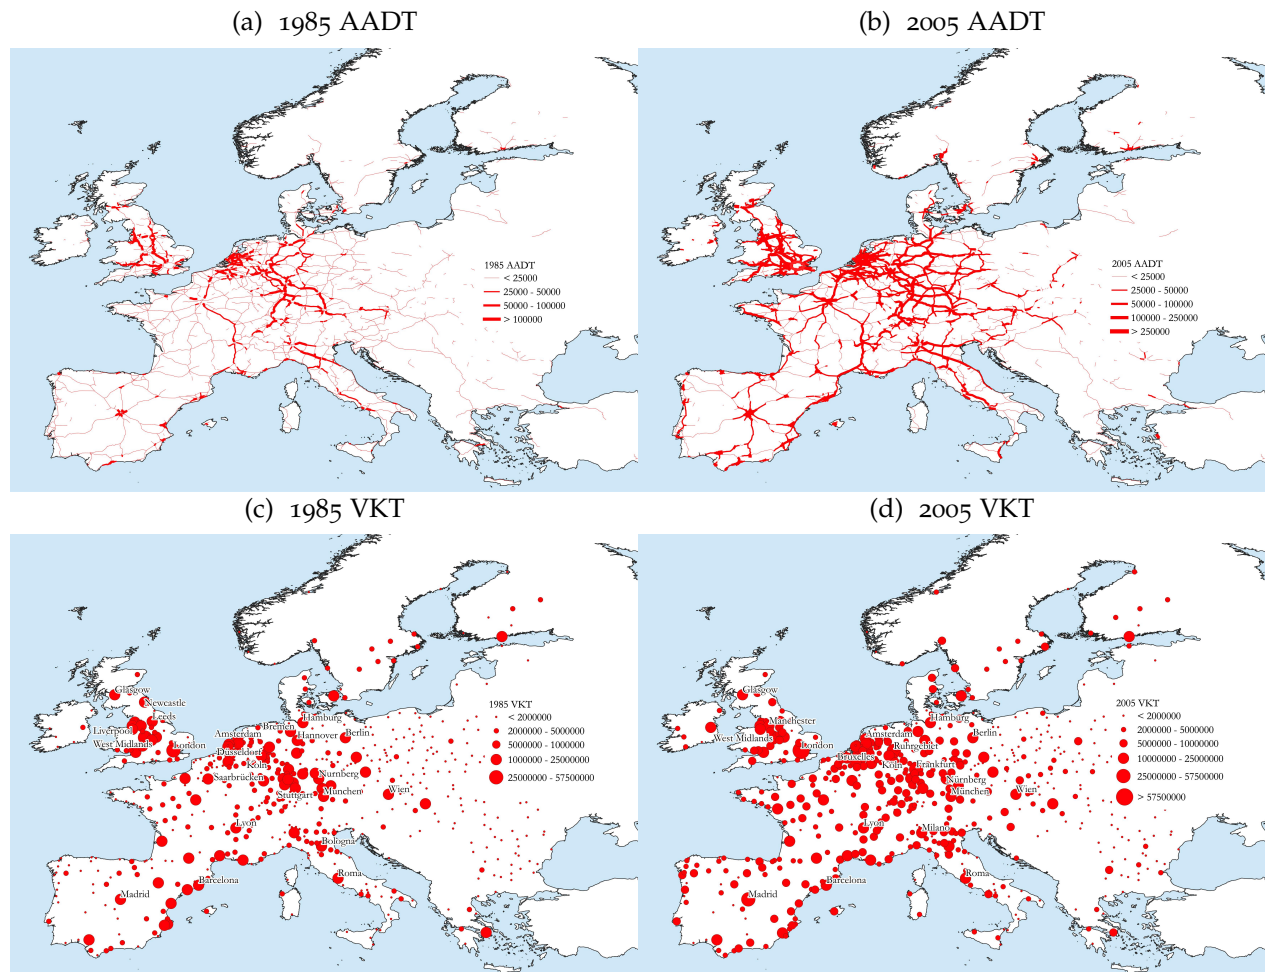 (a) 1985 AADT
(b) 2005 AADT
1985 AADT
< 25000
25000 - 50000
50000 - 100000
> 100000
2005 AADT
< 25000
25000 - 50000
50000 - 100000
100000 - 250000
> 250000
(c) 1985 VKT
(d) 2005 VKT
Glasgow
Newcastle
Leeds
Liverpool
West Midlands
London
Hamburg
Bremen
Amsterdam
Hannover
Berlin
Düsseldorf
Köln
Saarbrücken
Nurnberg
Stuttgart
München
Wien
Lyon
Bologna
Roma
Barcelona
Madrid
1985 VKT
< 2000000
2000000 - 5000000
5000000 - 1000000
1000000 - 25000000
25000000 - 57500000
Glasgow
Manchester
West Midlands
London
Hamburg
Amsterdam
Berlin
Ruhrgebiet
Bruxelles
Köln
Frankfurt
Nürnberg
München
Wien
Lyon
Milano
Roma
Barcelona
Madrid
2005 VKT
< 2000000
2000000 - 5000000
5000000 - 10000000
10000000 - 25000000
25000000 - 57500000
> 57500000